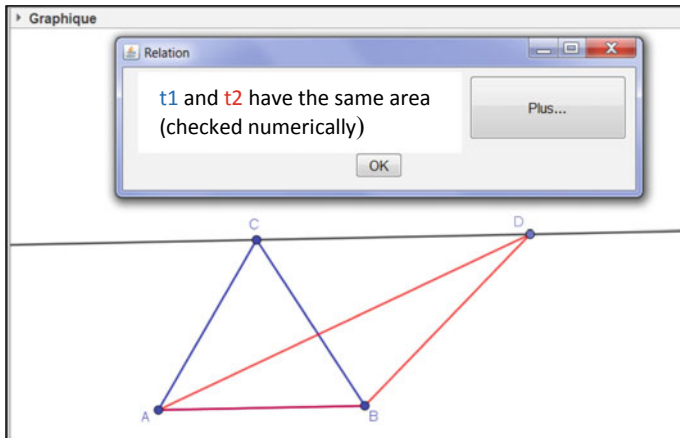 Graphique
Relation
t1 and t2 have the same area
(checked numerically)
Plus...
OK
C
D
A
B